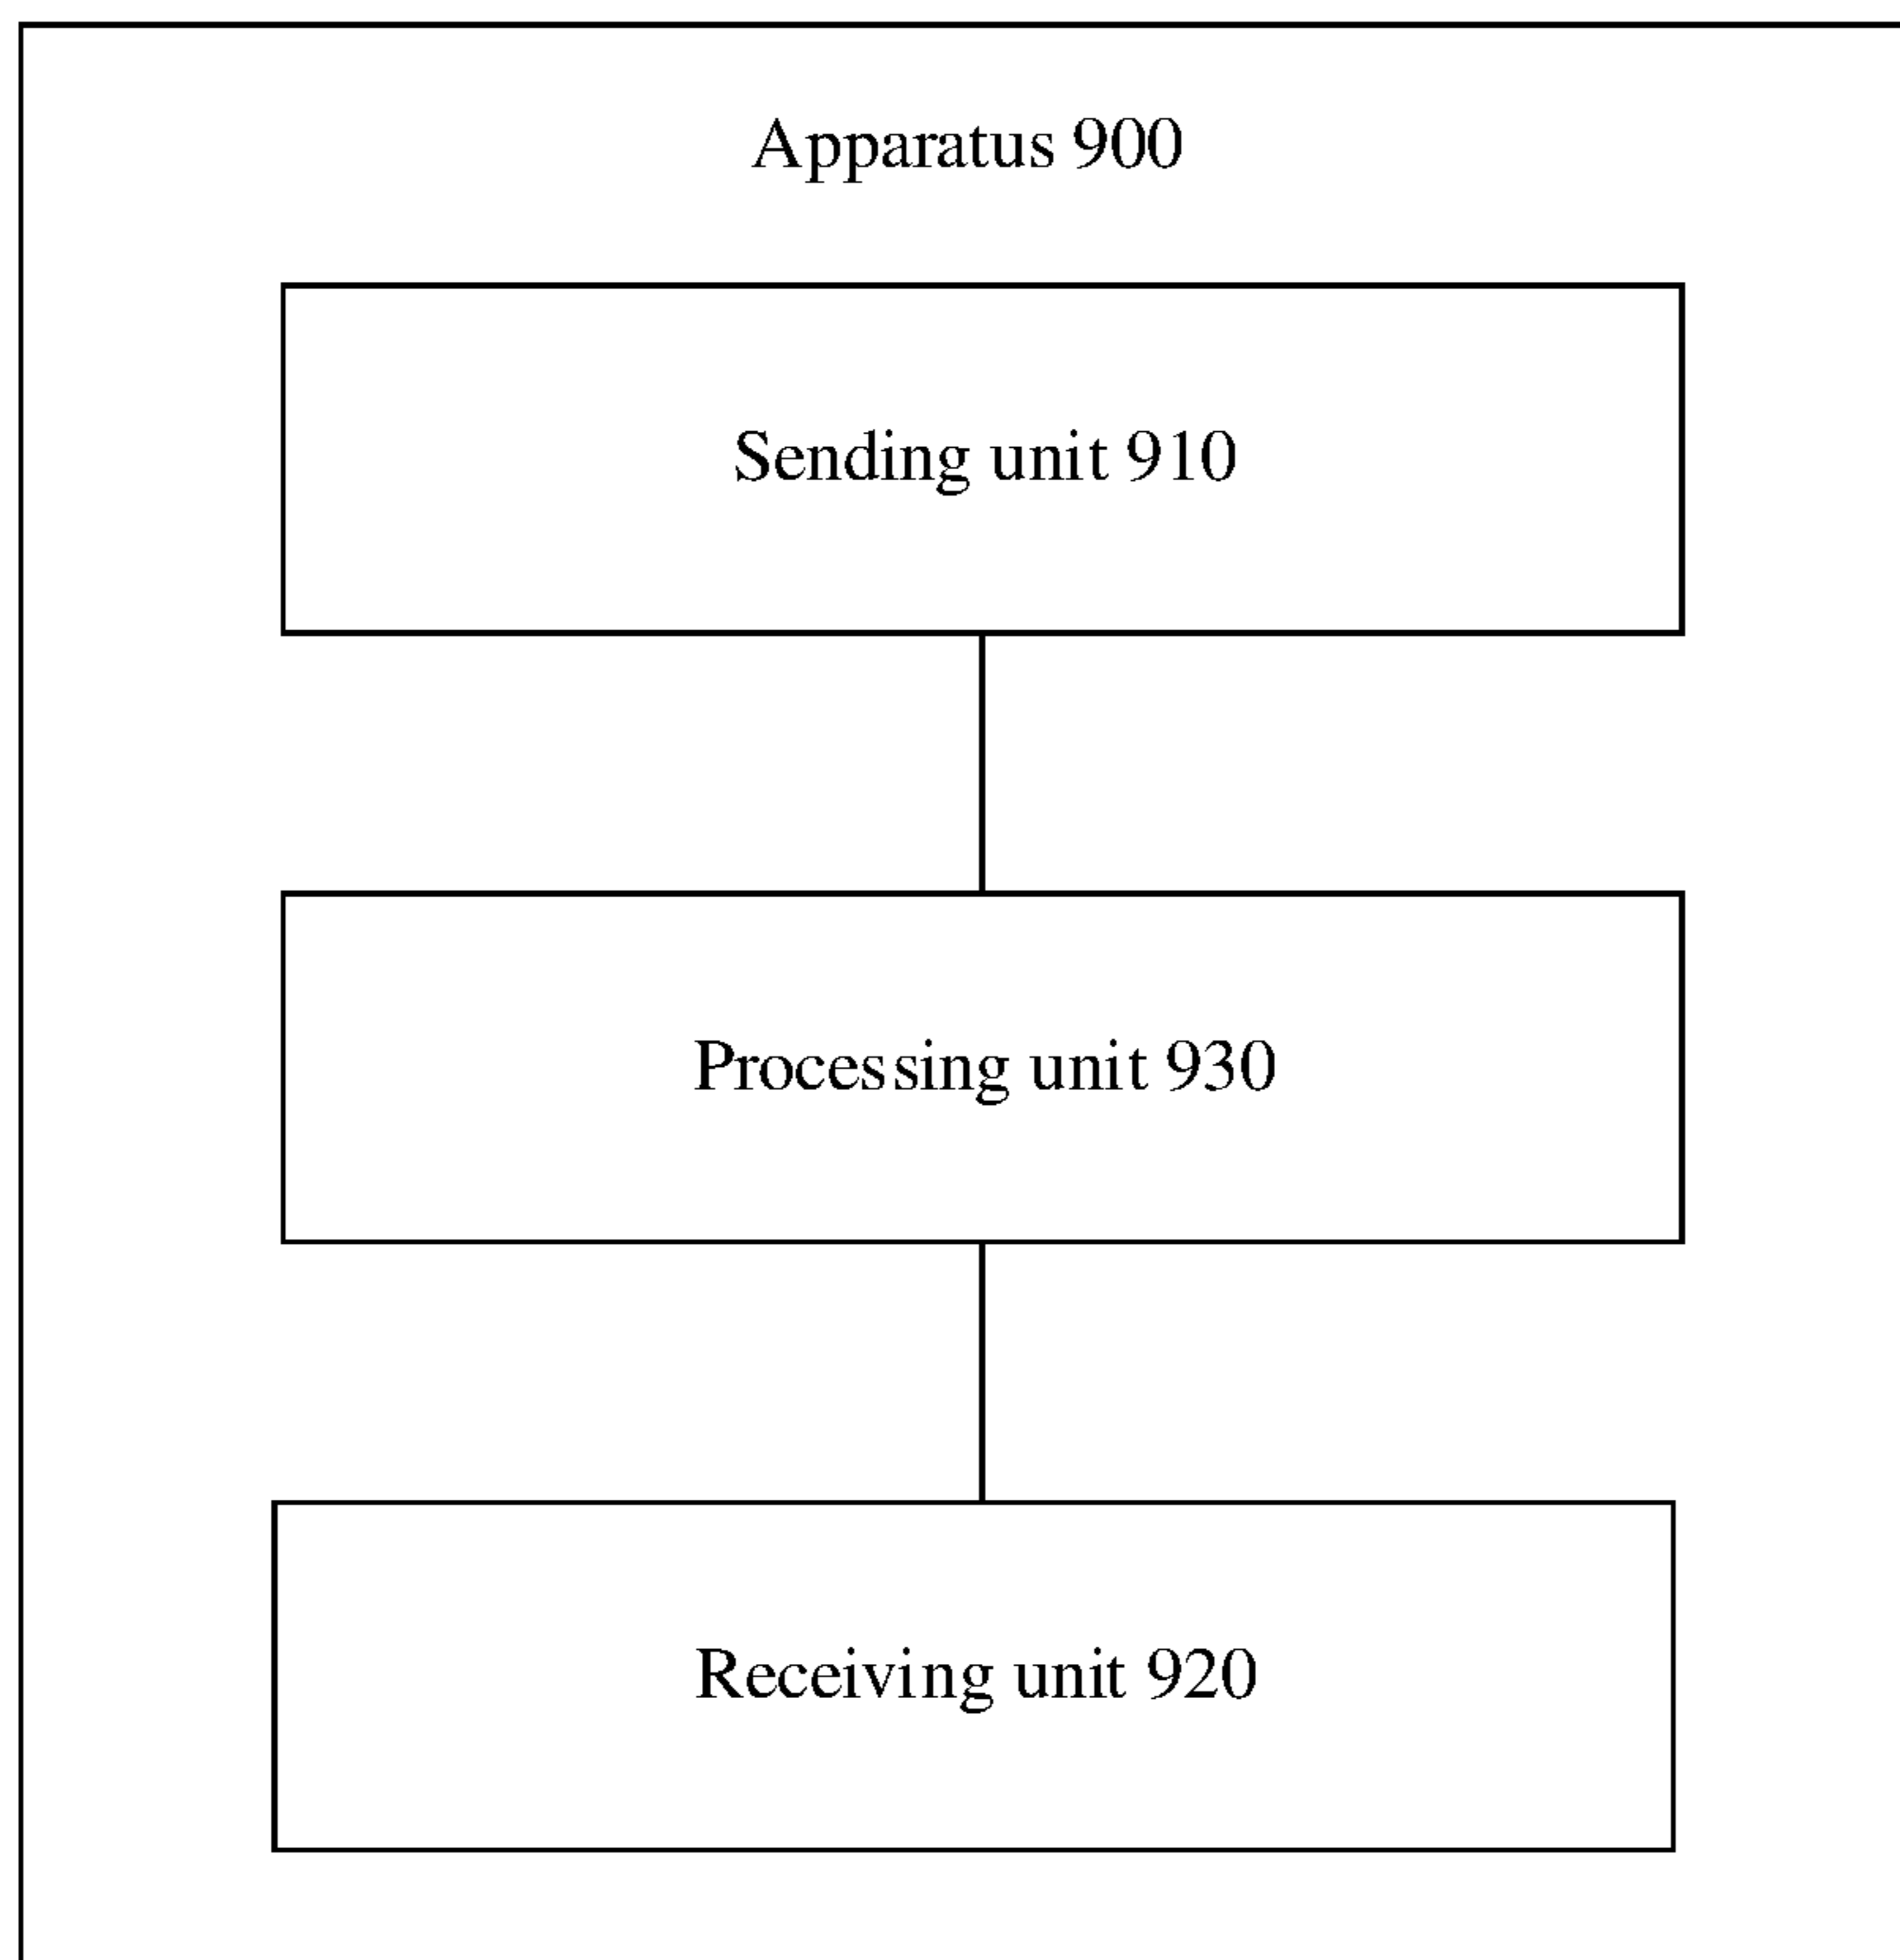 Apparatus 900
Sending unit 910
Processing unit 930
Receiving unit 920